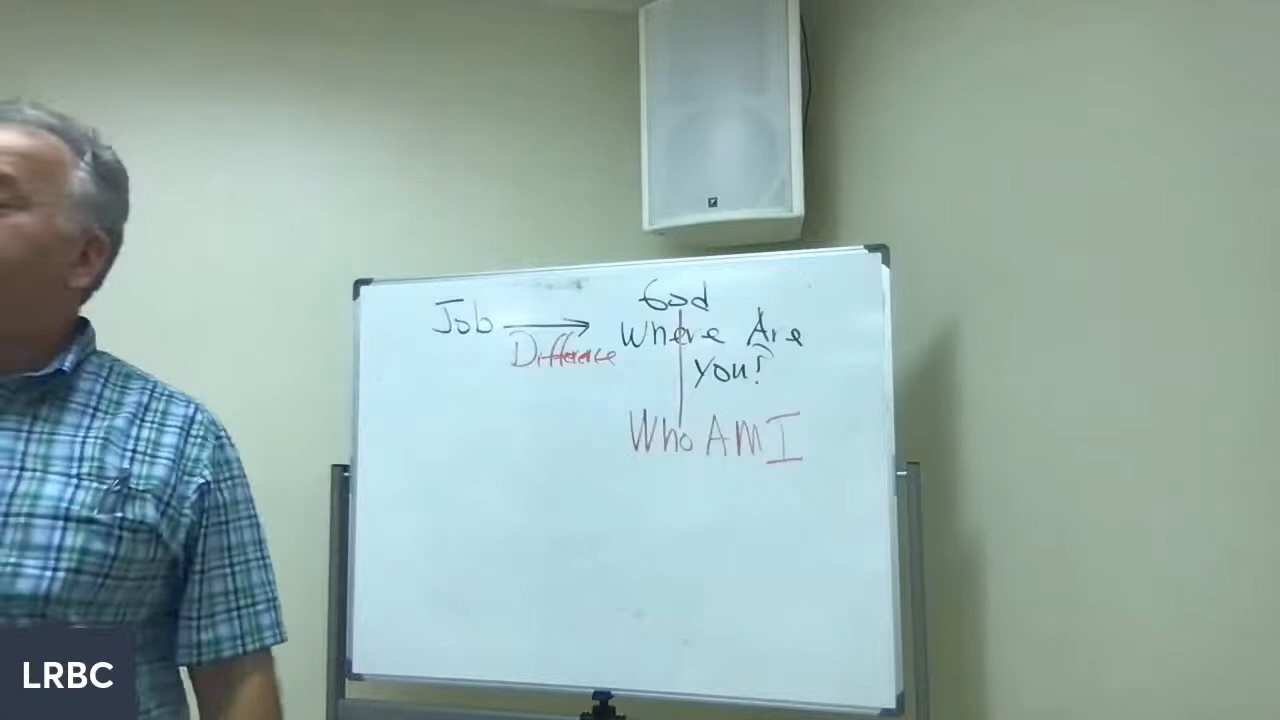 Job → God
Where Are
Difference
You?
Who AM I
LRBC